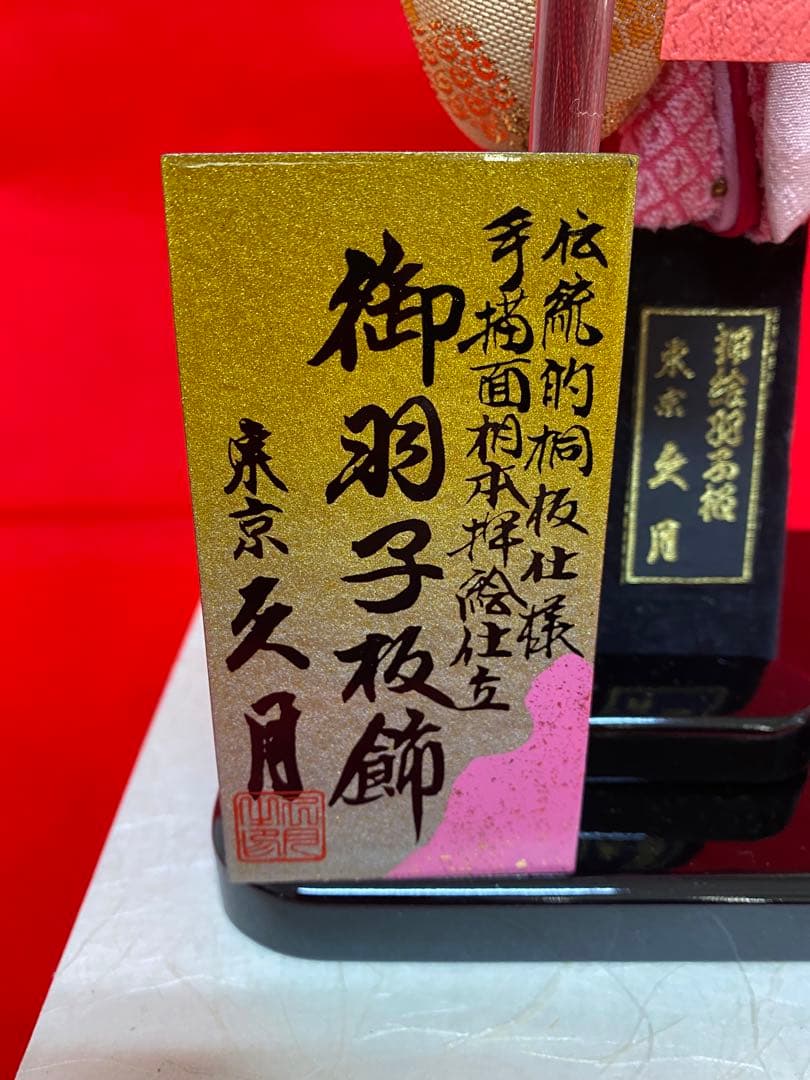 伝統的桐板仕様
手描面相本押絵仕立
御羽子板飾
東京久月
押絵羽子板
東京久月